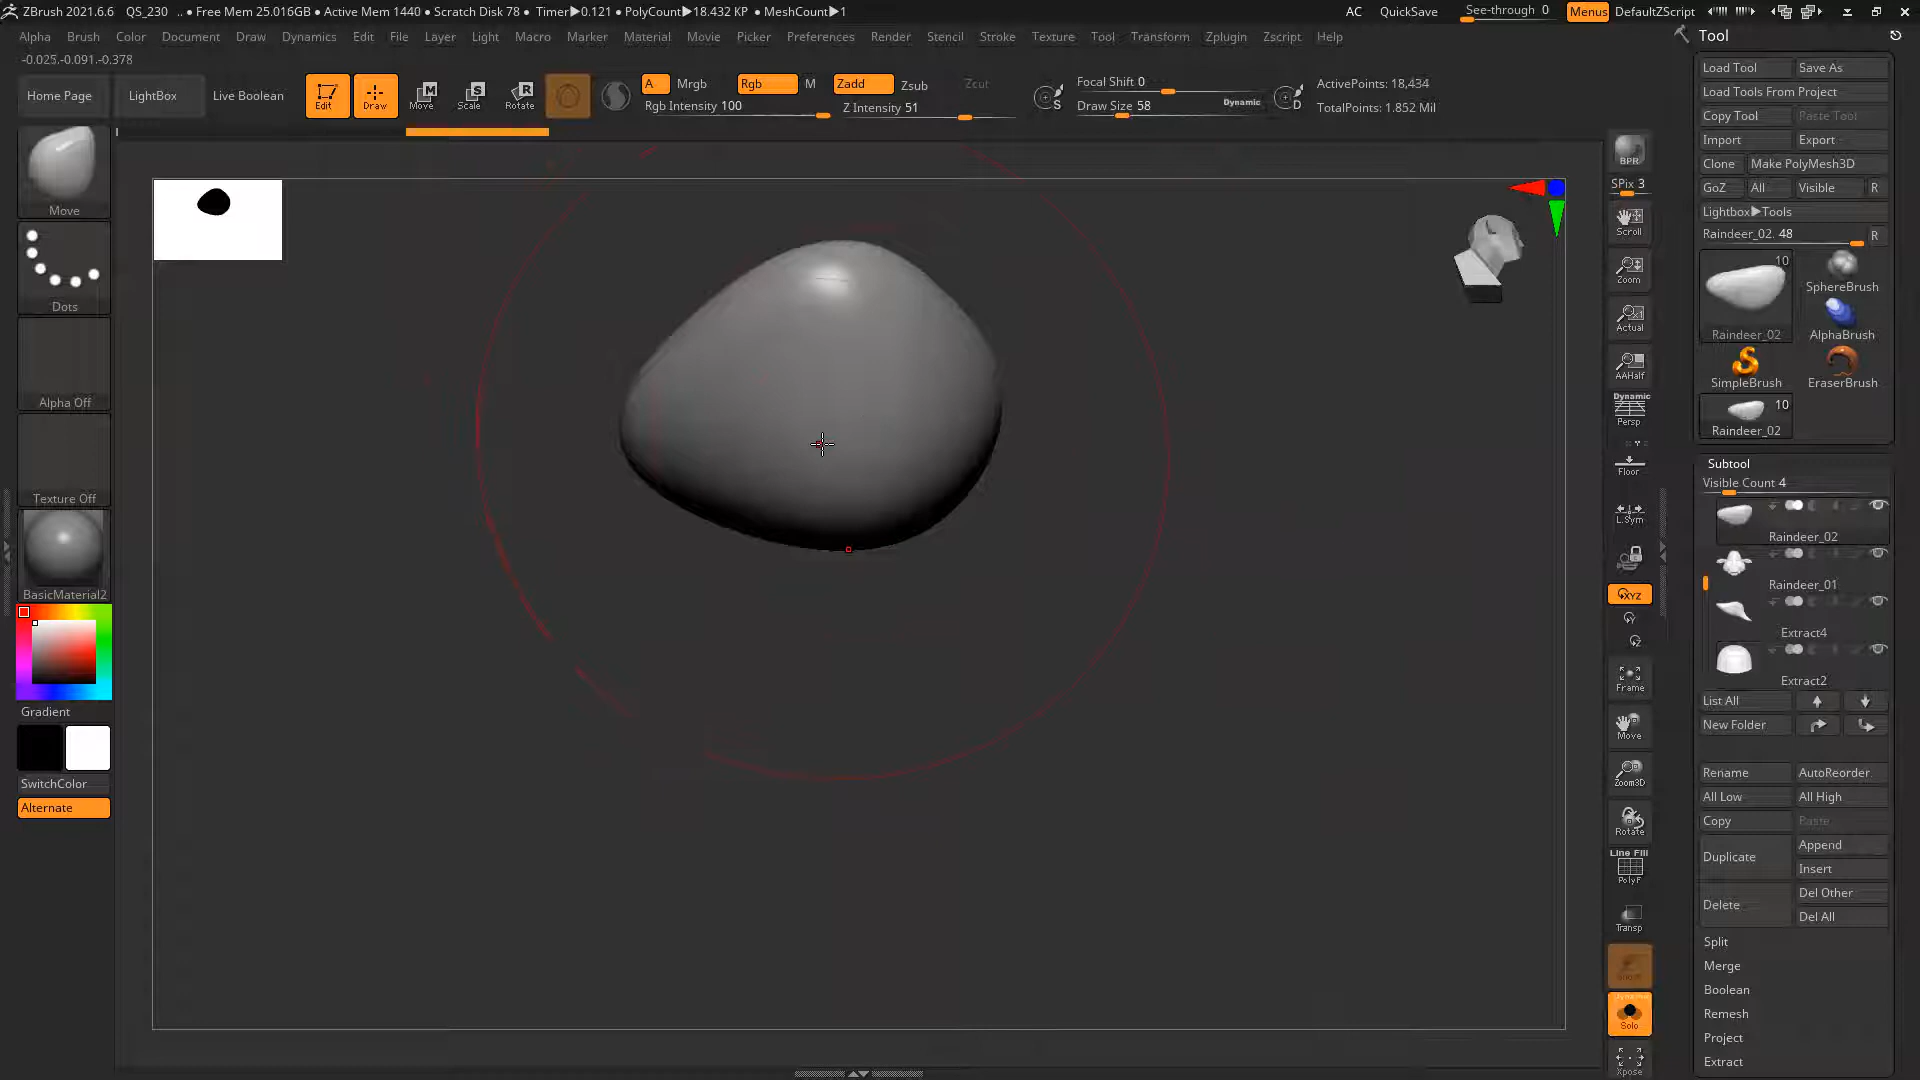 ZBrush 2021.6.6 QS_230 .. • Free Mem 25.016GB • Active Mem 1440 • Scratch Disk 78 • Timer▶0.121 • PolyCount▶18.432 KP • MeshCount▶1 AC QuickSave See-through 0 Menus DefaultZScript
Alpha Brush Color Document Draw Dynamics Edit File Layer Light Macro Marker Material Movie Picker Preferences Render Stencil Stroke Texture Tool Transform Zplugin Zscript Help
-0.025,-0.091,-0.378
Home Page LightBox Live Boolean Edit Draw Move Scale Rotate
A Mrgb Rgb M Zadd Zsub Zcut
Rgb Intensity 100 Z Intensity 51
S Focal Shift 0
Draw Size 58 Dynamic D
ActivePoints: 18,434
TotalPoints: 1.852 Mil
Move
Dots
Alpha Off
Texture Off
BasicMaterial2
Gradient
SwitchColor
Alternate
BPR
SPix 3
Scroll
Zoom
Actual
AAHalf
Dynamic
Persp
Floor
L.Sym
XYZ
Y
Z
Frame
Move
Zoom3D
Rotate
Line Fill
PolyF
Transp
Solo
Xpose
Tool
Load Tool Save As
Load Tools From Project
Copy Tool Paste Tool
Import Export
Clone Make PolyMesh3D
GoZ All Visible R
Lightbox▶Tools
Raindeer_02. 48 R
10
Raindeer_02
SphereBrush
AlphaBrush
SimpleBrush EraserBrush
10
Raindeer_02
Subtool
Visible Count 4
Raindeer_02
Raindeer_01
Extract4
Extract2
List All
New Folder
Rename AutoReorder
All Low All High
Copy Paste
Duplicate Append
Insert
Delete Del Other
Del All
Split
Merge
Boolean
Remesh
Project
Extract